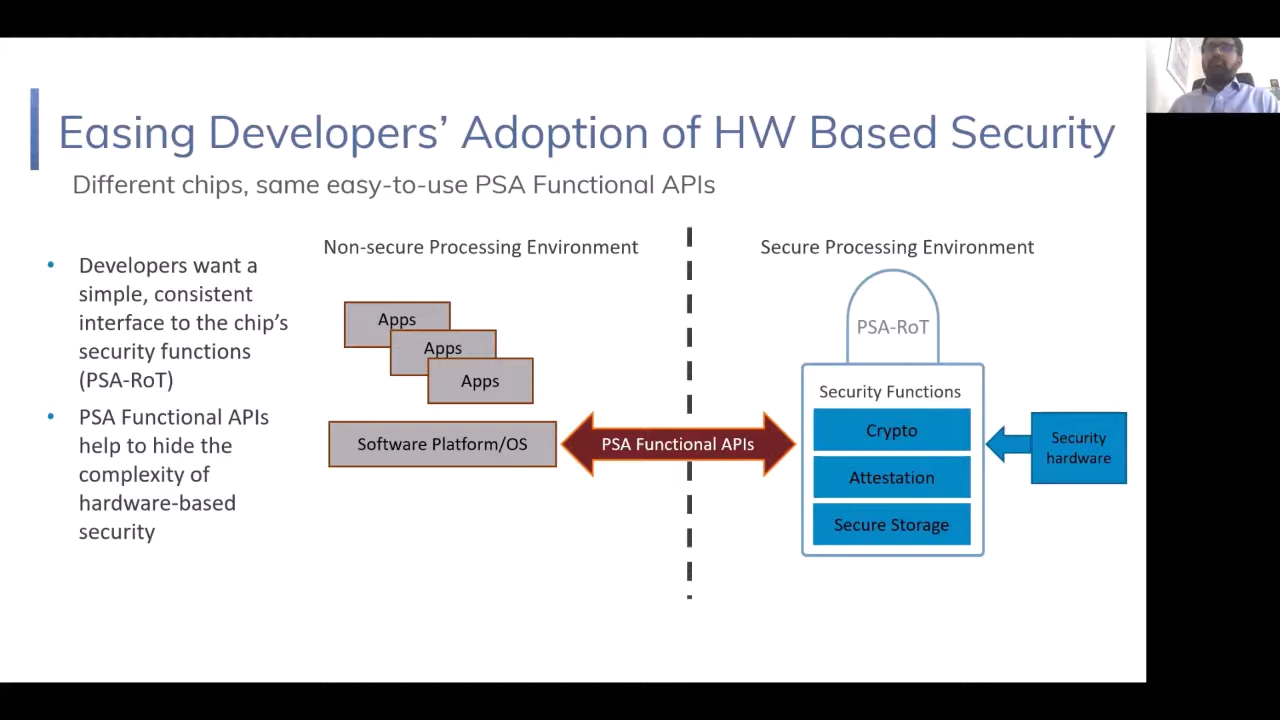 Easing Developers’ Adoption of HW Based Security
Different chips, same easy-to-use PSA Functional APIs
• Developers want a
simple, consistent
interface to the chip’s
security functions
(PSA-RoT)
• PSA Functional APIs
help to hide the
complexity of
hardware-based
security
Non-secure Processing Environment
Apps
Apps
Apps
Software Platform/OS
PSA Functional APIs
Secure Processing Environment
PSA-RoT
Security Functions
Crypto
Attestation
Secure Storage
Security
hardware